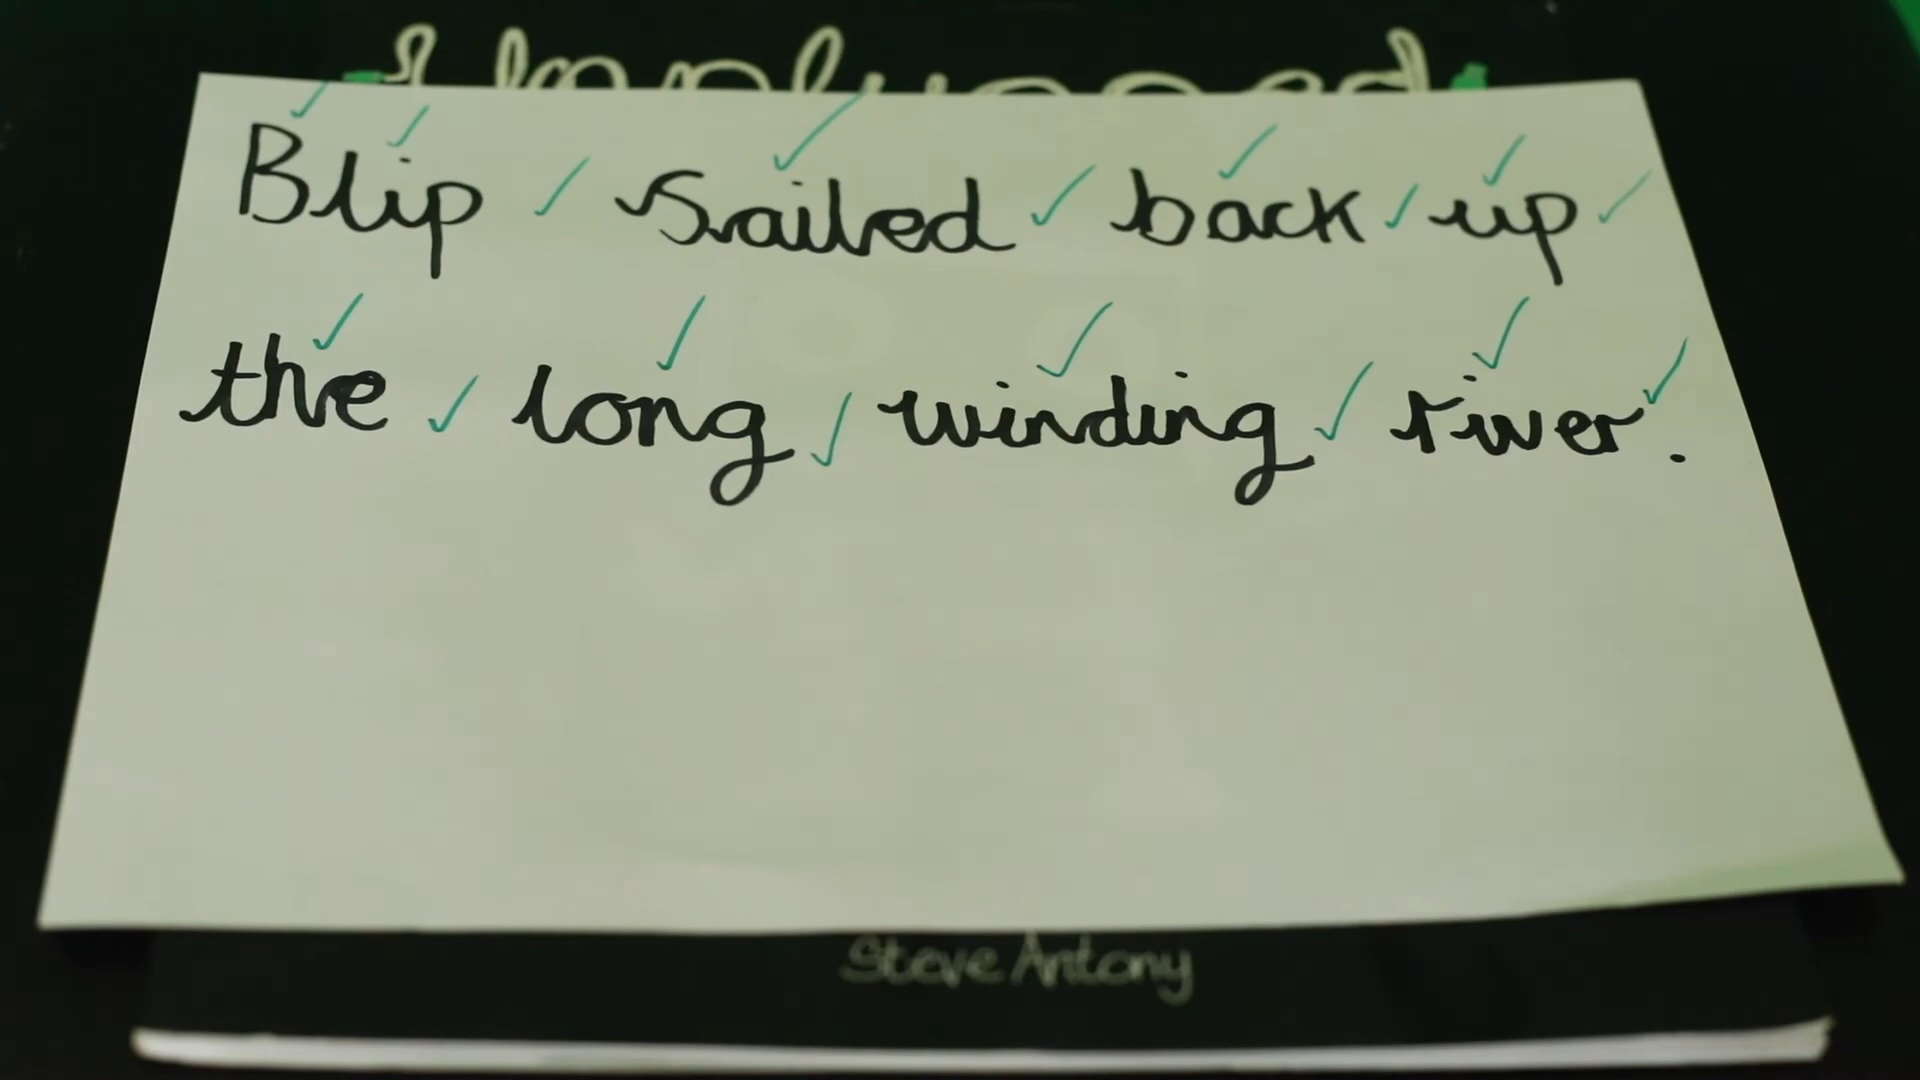 Blip sailed back up
the long winding river.
Steve Antony